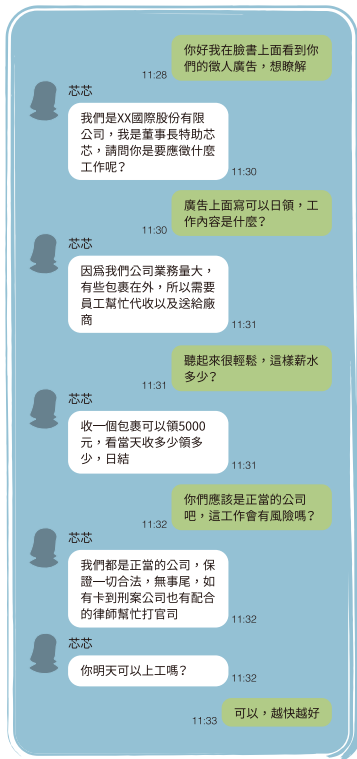 你好我在臉書上面看到你
們的徵人廣告，想瞭解
11:28
芯芯
我們是XX國際股份有限
公司，我是董事長特助芯
芯，請問你是要應徵什麼
工作呢？
11:30
廣告上面寫可以日領，工
作內容是什麼？
11:30
芯芯
因為我們公司業務量大，
有些包裹在外，所以需要
員工幫忙代收以及送給廠
商
11:31
聽起來很輕鬆，這樣薪水
多少？
11:31
芯芯
收一個包裹可以領5000
元，看當天收多少領多
少，日結
11:31
你們應該是正當的公司
吧，這工作會有風險嗎？
11:32
芯芯
我們都是正當的公司，保
證一切合法，無事尾，如
有卡到刑案公司也有配合
的律師幫忙打官司
11:32
芯芯
你明天可以上工嗎？
11:32
可以，越快越好
11:33